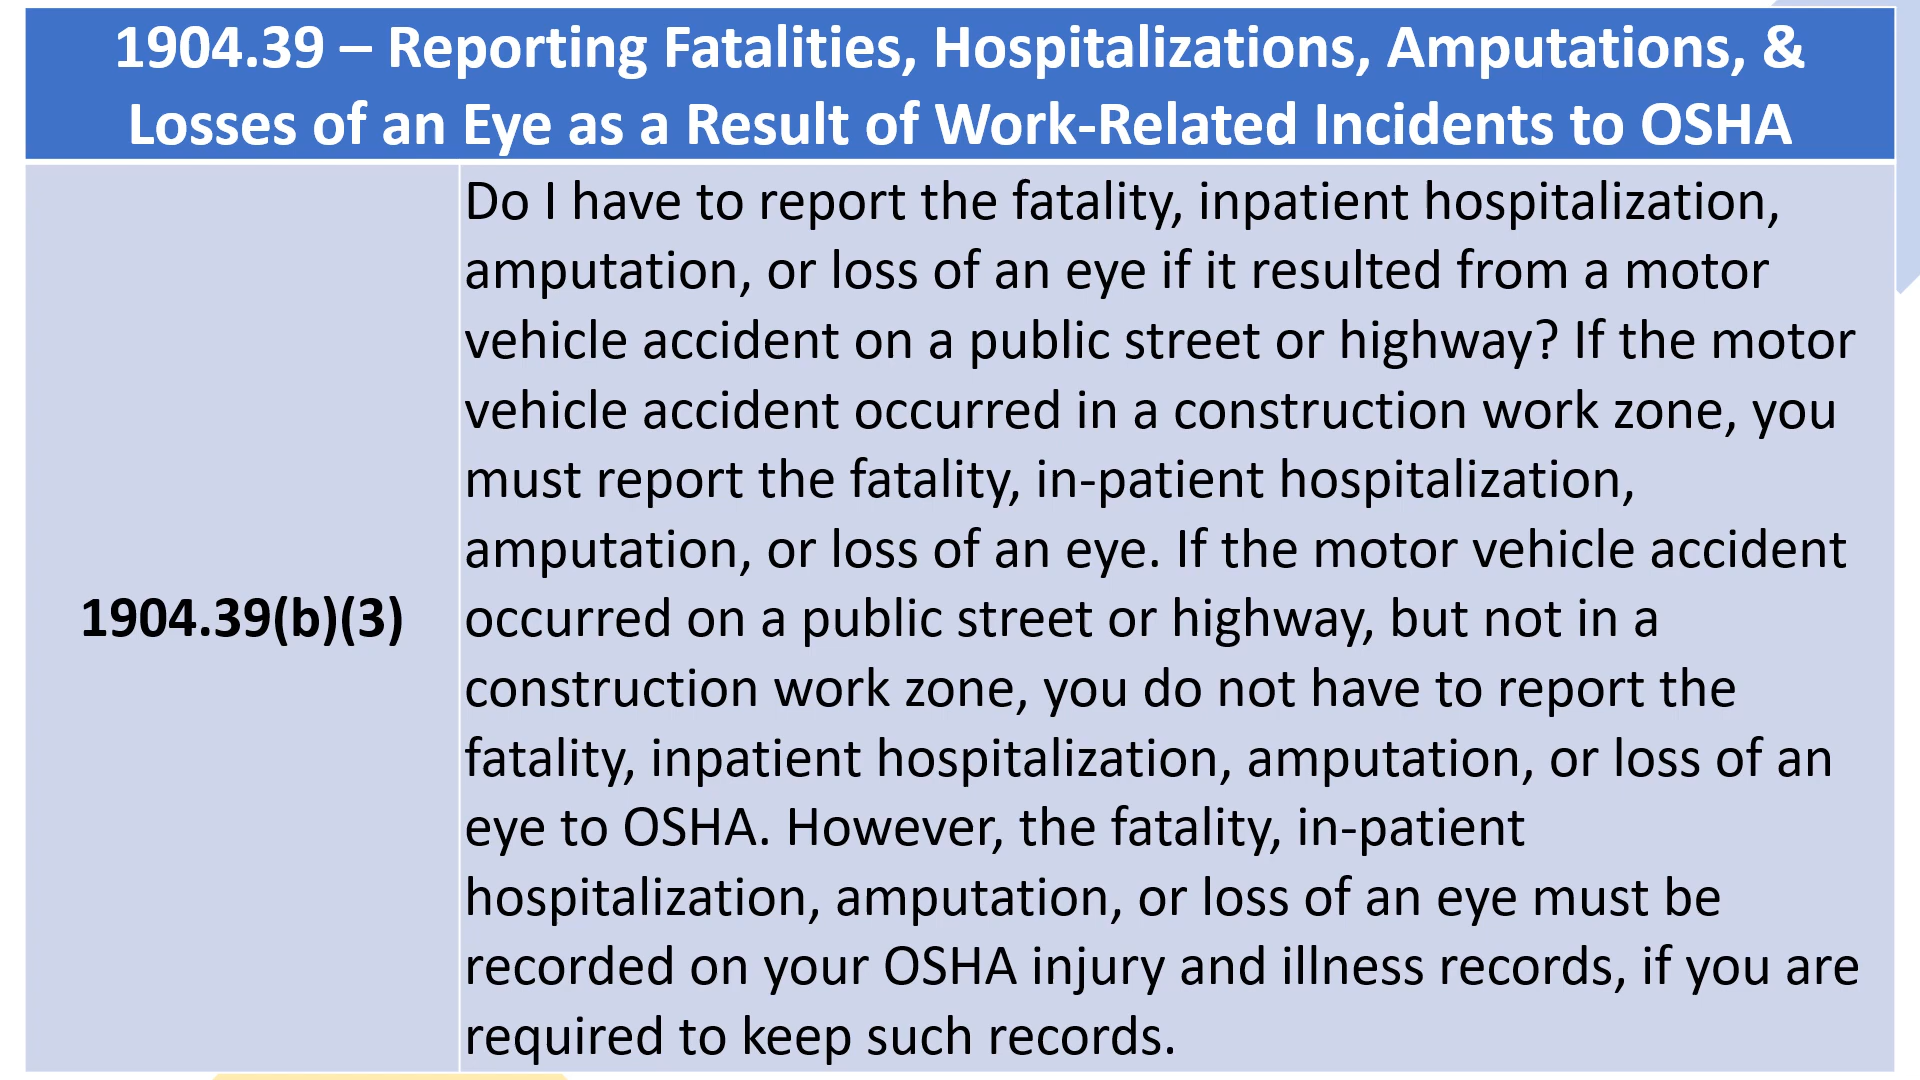 1904.39 – Reporting Fatalities, Hospitalizations, Amputations, &
Losses of an Eye as a Result of Work-Related Incidents to OSHA
1904.39(b)(3)
Do I have to report the fatality, inpatient hospitalization,
amputation, or loss of an eye if it resulted from a motor
vehicle accident on a public street or highway? If the motor
vehicle accident occurred in a construction work zone, you
must report the fatality, in-patient hospitalization,
amputation, or loss of an eye. If the motor vehicle accident
occurred on a public street or highway, but not in a
construction work zone, you do not have to report the
fatality, inpatient hospitalization, amputation, or loss of an
eye to OSHA. However, the fatality, in-patient
hospitalization, amputation, or loss of an eye must be
recorded on your OSHA injury and illness records, if you are
required to keep such records.